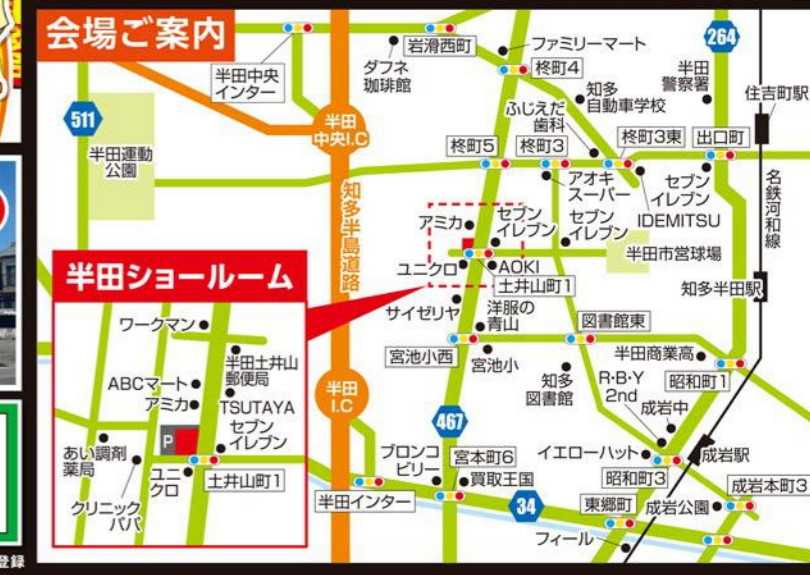 会場ご案内
半田中央
インター
ダフネ
珈琲館
岩滑西町
ファミリーマート
柊町4
264
半田
警察署
知多
自動車学校
住吉町駅
511
半田
中央I.C
ふじえだ
歯科
柊町5
柊町3
柊町3東
出口町
半田運動
公園
アオキ
スーパー
セブン
イレブン
IDEMITSU
名鉄河和線
知多半島道路
アミカ
セブン
イレブン
セブン
イレブン
半田市営球場
ユニクロ
AOKI
土井山町1
知多半田駅
サイゼリヤ
洋服の
青山
図書館東
宮池小西
宮池小
半田商業高
昭和町1
知多
図書館
R・B・Y
2nd
成岩中
半田
I.C
467
ブロンコ
ビリー
宮本町6
買取王国
イエローハット
成岩駅
昭和町3
成岩本町3
半田インター
34
東郷町
成岩公園
フィール
半田ショールーム
ワークマン
半田土井山
郵便局
ABCマート
アミカ
TSUTAYA
セブン
イレブン
P
あい調剤
薬局
ユニ
クロ
土井山町1
クリニック
パパ
登録